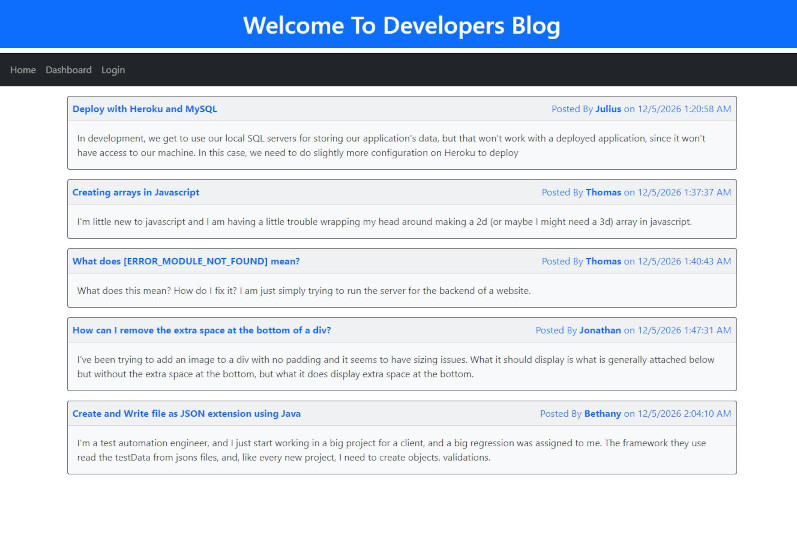 Welcome To Developers Blog
Home Dashboard Login
Deploy with Heroku and MySQL Posted By Julius on 12/5/2026 1:20:58 AM
In development, we get to use our local SQL servers for storing our application's data, but that won't work with a deployed application, since it won't
have access to our machine. In this case, we need to do slightly more configuration on Heroku to deploy
Creating arrays in Javascript Posted By Thomas on 12/5/2026 1:37:37 AM
I'm little new to javascript and I am having a little trouble wrapping my head around making a 2d (or maybe I might need a 3d) array in javascript.
What does [ERROR_MODULE_NOT_FOUND] mean? Posted By Thomas on 12/5/2026 1:40:43 AM
What does this mean? How do I fix it? I am just simply trying to run the server for the backend of a website.
How can I remove the extra space at the bottom of a div? Posted By Jonathan on 12/5/2026 1:47:31 AM
I've been trying to add an image to a div with no padding and it seems to have sizing issues. What it should display is what is generally attached below
but without the extra space at the bottom, but what it does display extra space at the bottom.
Create and Write file as JSON extension using Java Posted By Bethany on 12/5/2026 2:04:10 AM
I'm a test automation engineer, and I just start working in a big project for a client, and a big regression was assigned to me. The framework they use
read the testData from jsons files, and, like every new project, I need to create objects. validations.